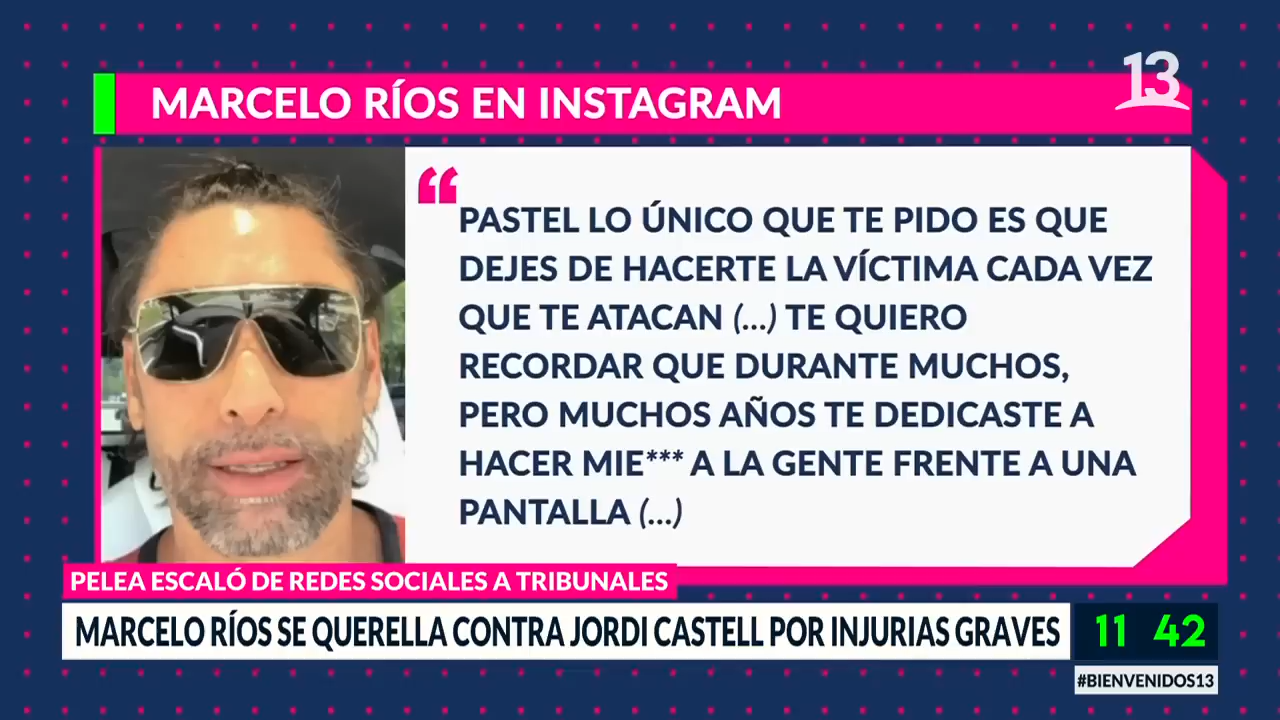 13
MARCELO RÍOS EN INSTAGRAM
“
PASTEL LO ÚNICO QUE TE PIDO ES QUE
DEJES DE HACERTE LA VÍCTIMA CADA VEZ
QUE TE ATACAN (...) TE QUIERO
RECORDAR QUE DURANTE MUCHOS,
PERO MUCHOS AÑOS TE DEDICASTE A
HACER MIE*** A LA GENTE FRENTE A UNA
PANTALLA (...)
PELEA ESCALÓ DE REDES SOCIALES A TRIBUNALES
MARCELO RÍOS SE QUERELLA CONTRA JORDI CASTELL POR INJURIAS GRAVES
11 42
#BIENVENIDOS13